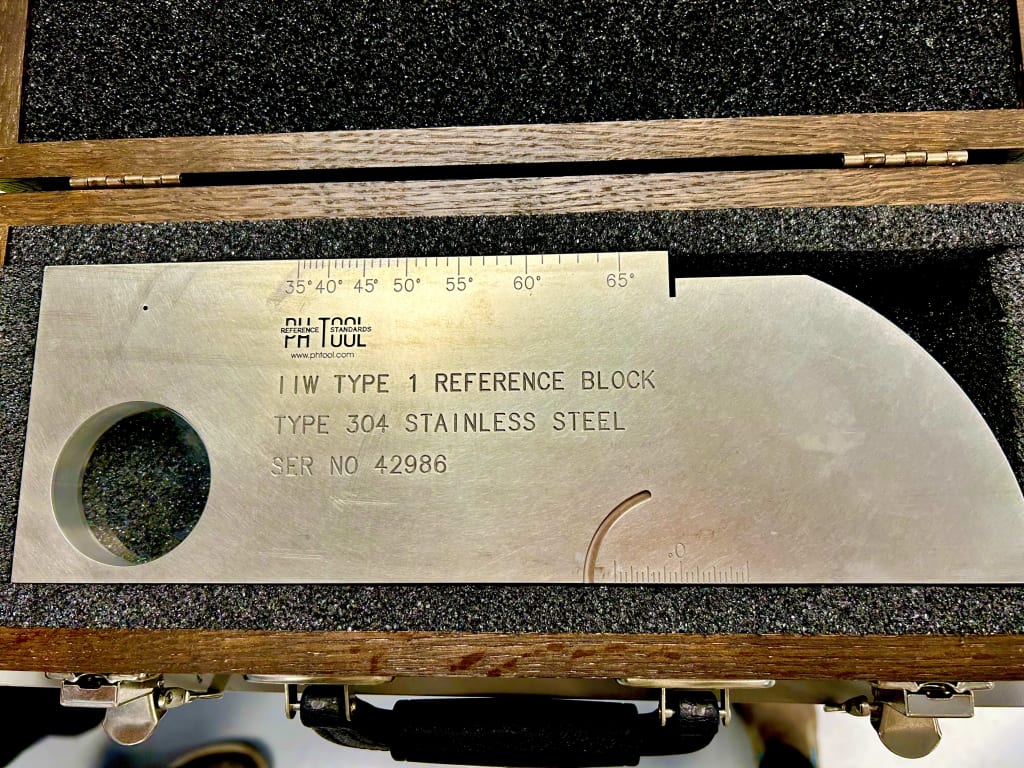 35° 40° 45° 50° 55° 60° 65°
PH TOOL
REFERENCE STANDARDS
www.phtool.com
IIW TYPE 1 REFERENCE BLOCK
TYPE 304 STAINLESS STEEL
SER NO 42986
0°